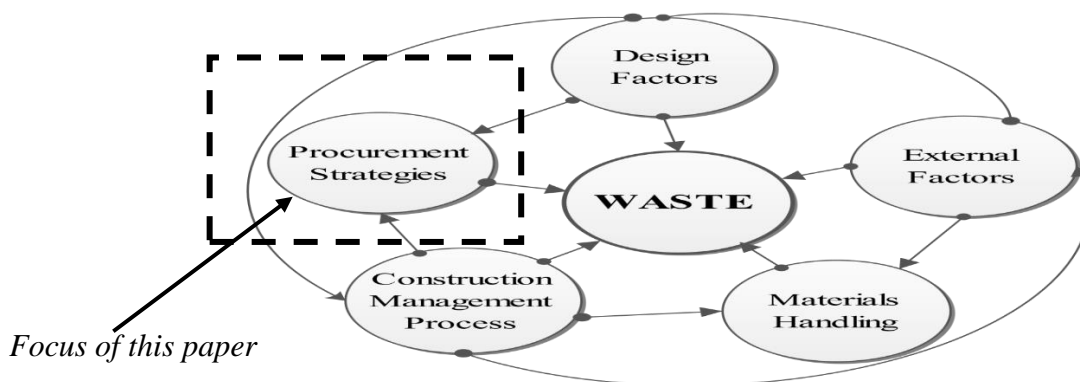 Design
Factors
Procurement
Strategies
External
Factors
WASTE
Construction
Management
Process
Materials
Handling
Focus of this paper